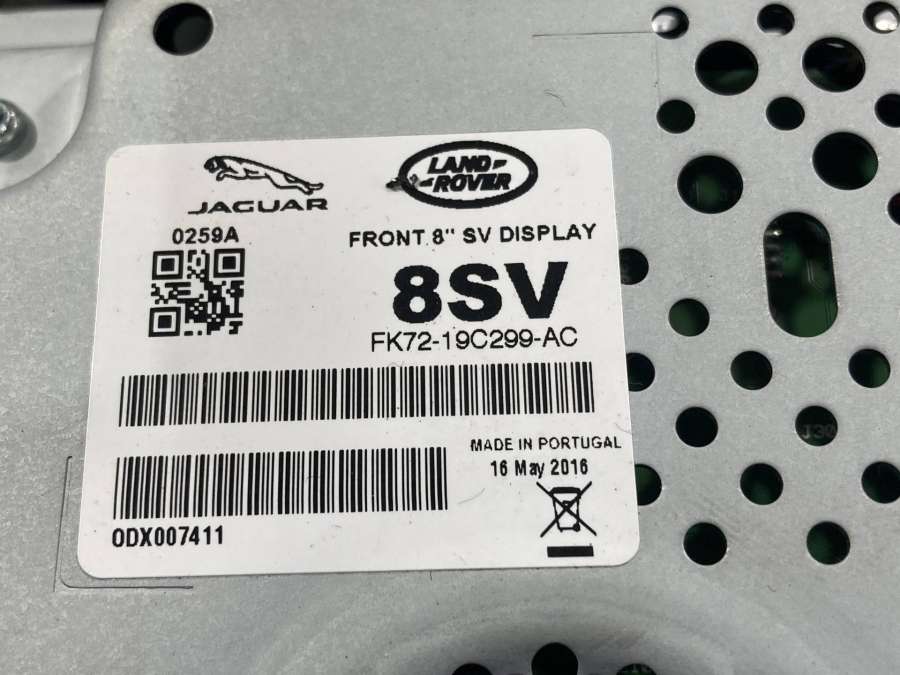 JAGUAR
LAND-
-ROVER
0259A
FRONT 8" SV DISPLAY
8SV
FK72-19C299-AC
MADE IN PORTUGAL
16 May 2016
0DX007411
J30